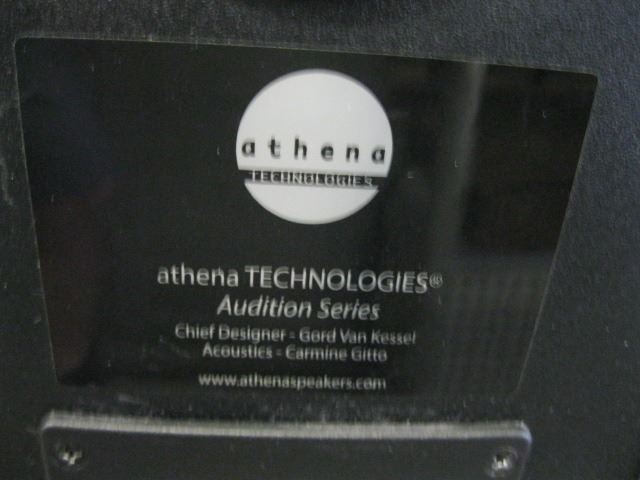 athena
TECHNOLOGIES
athena TECHNOLOGIES®
Audition Series
Chief Designer - Gord Van Kessel
Acoustics - Carmine Gitto
www.athenaspeakers.com